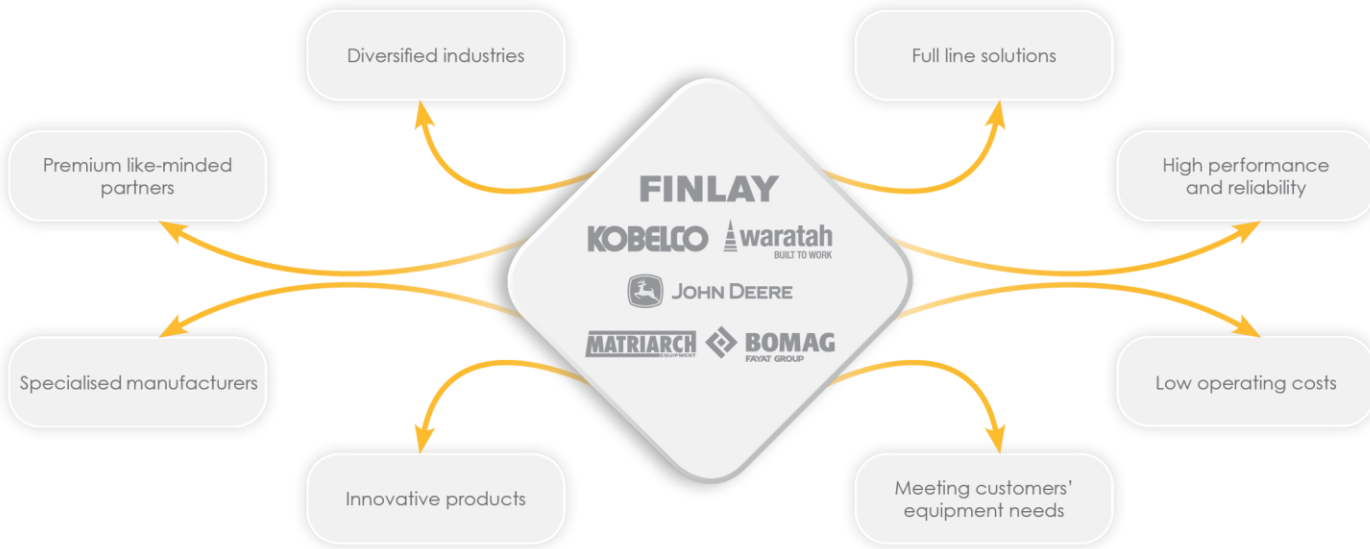 Diversified industries
Full line solutions
Premium like-minded
partners
High performance
and reliability
FINLAY
KOBELCO
waratah
BUILT TO WORK
JOHN DEERE
MATRIARCH
EQUIPMENT
BOMAG
FAYAT GROUP
Specialised manufacturers
Low operating costs
Innovative products
Meeting customers’
equipment needs